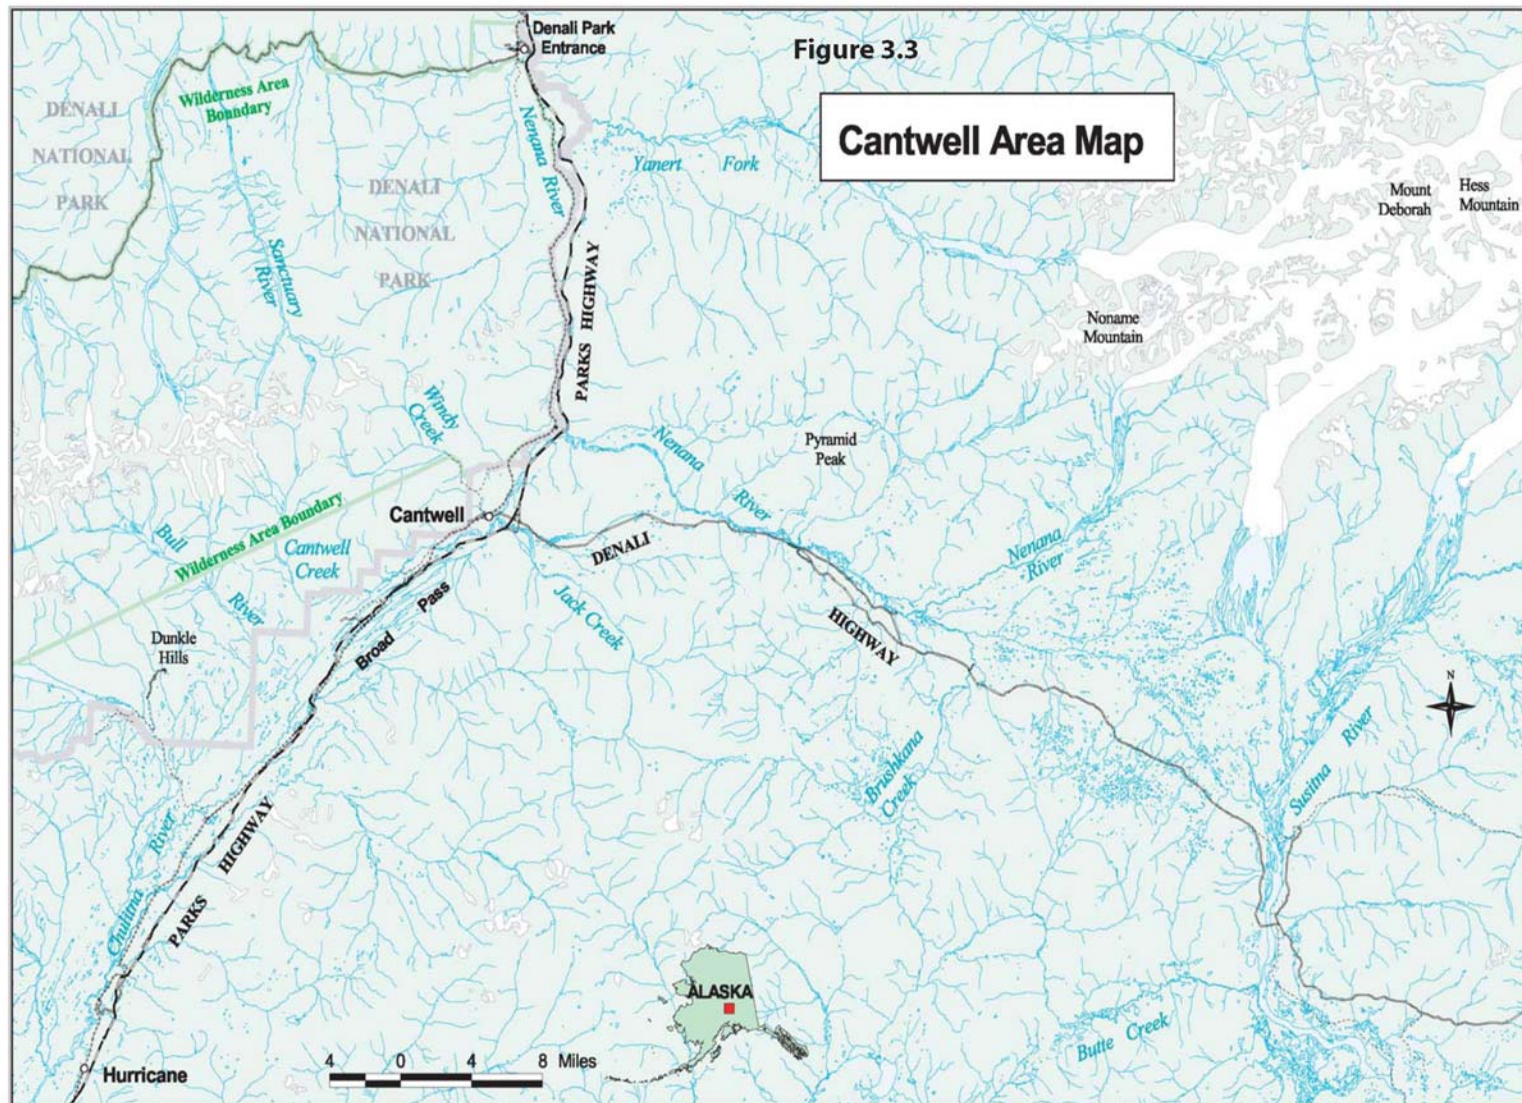 Denali Park
Entrance
Figure 3.3
Cantwell Area Map
Wilderness Area
Boundary
DENALI
NATIONAL
PARK
DENALI
NATIONAL
PARK
Nenana River
Yanert Fork
Mount
Deborah
Hess
Mountain
Sanctuary
River
PARKS HIGHWAY
Noname
Mountain
Windy
Creek
Nenana
River
Pyramid
Peak
Cantwell
Wilderness Area Boundary
Bull
River
Cantwell
Creek
DENALI
HIGHWAY
Nenana
River
Broad Pass
Jack Creek
Dunkle
Hills
N
Brushkana
Creek
Susitna River
Chulitna River
PARKS HIGHWAY
ALASKA
Butte Creek
4 0 4 8 Miles
Hurricane